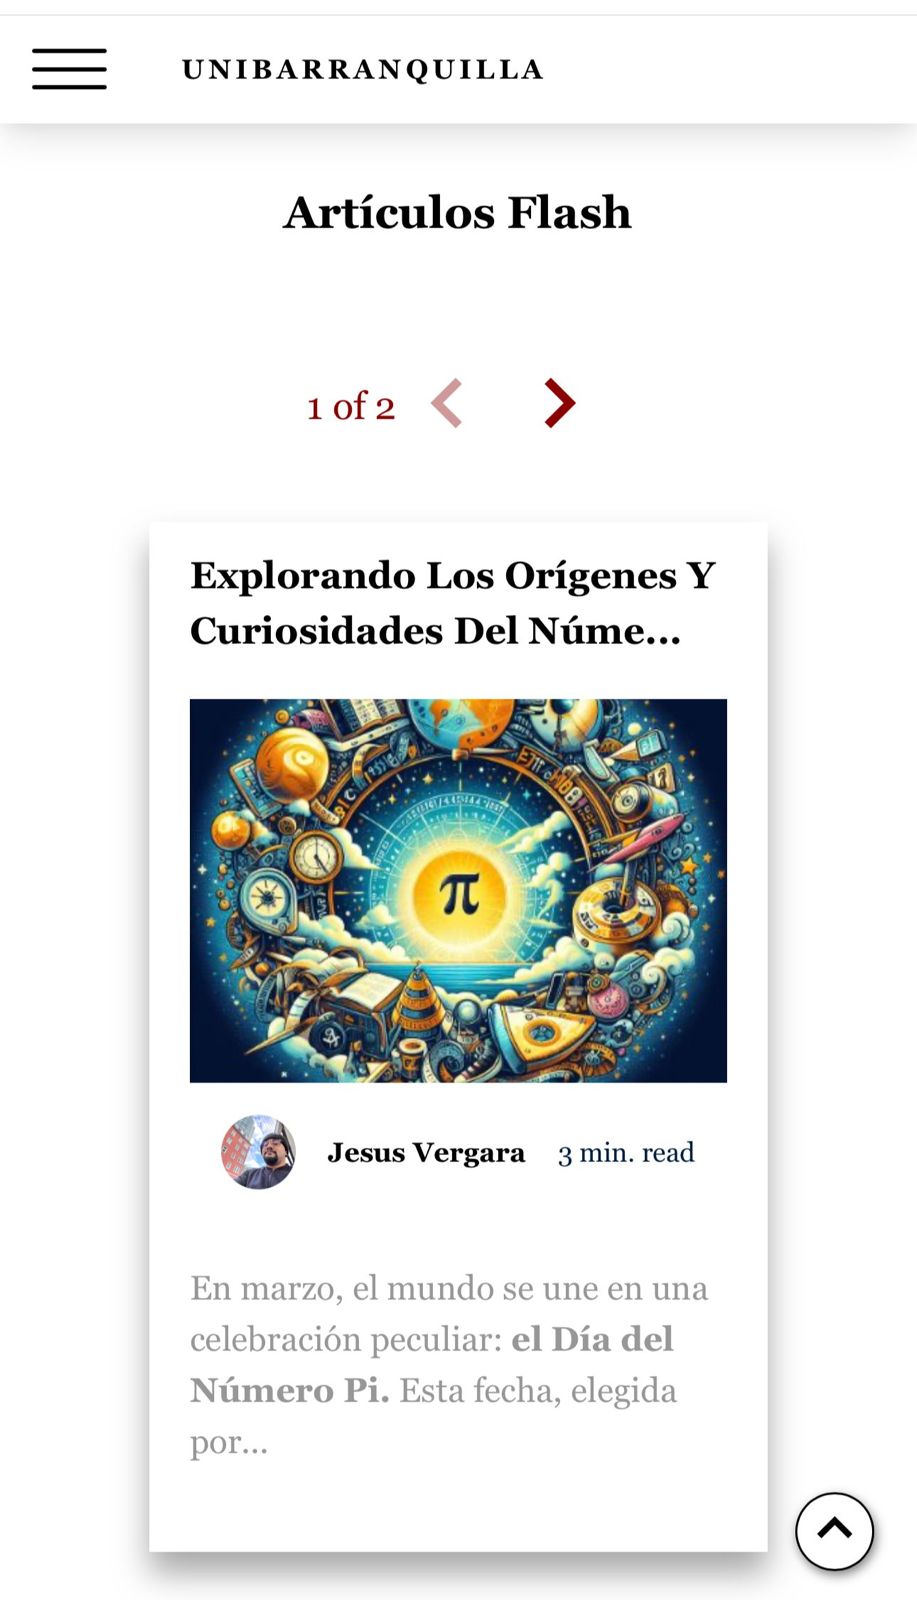 UNIBARRANQUILLA
Artículos Flash
1 of 2
Explorando Los Orígenes Y
Curiosidades Del Núme...
π
Jesus Vergara 3 min. read
En marzo, el mundo se une en una
celebración peculiar: el Día del
Número Pi. Esta fecha, elegida
por...